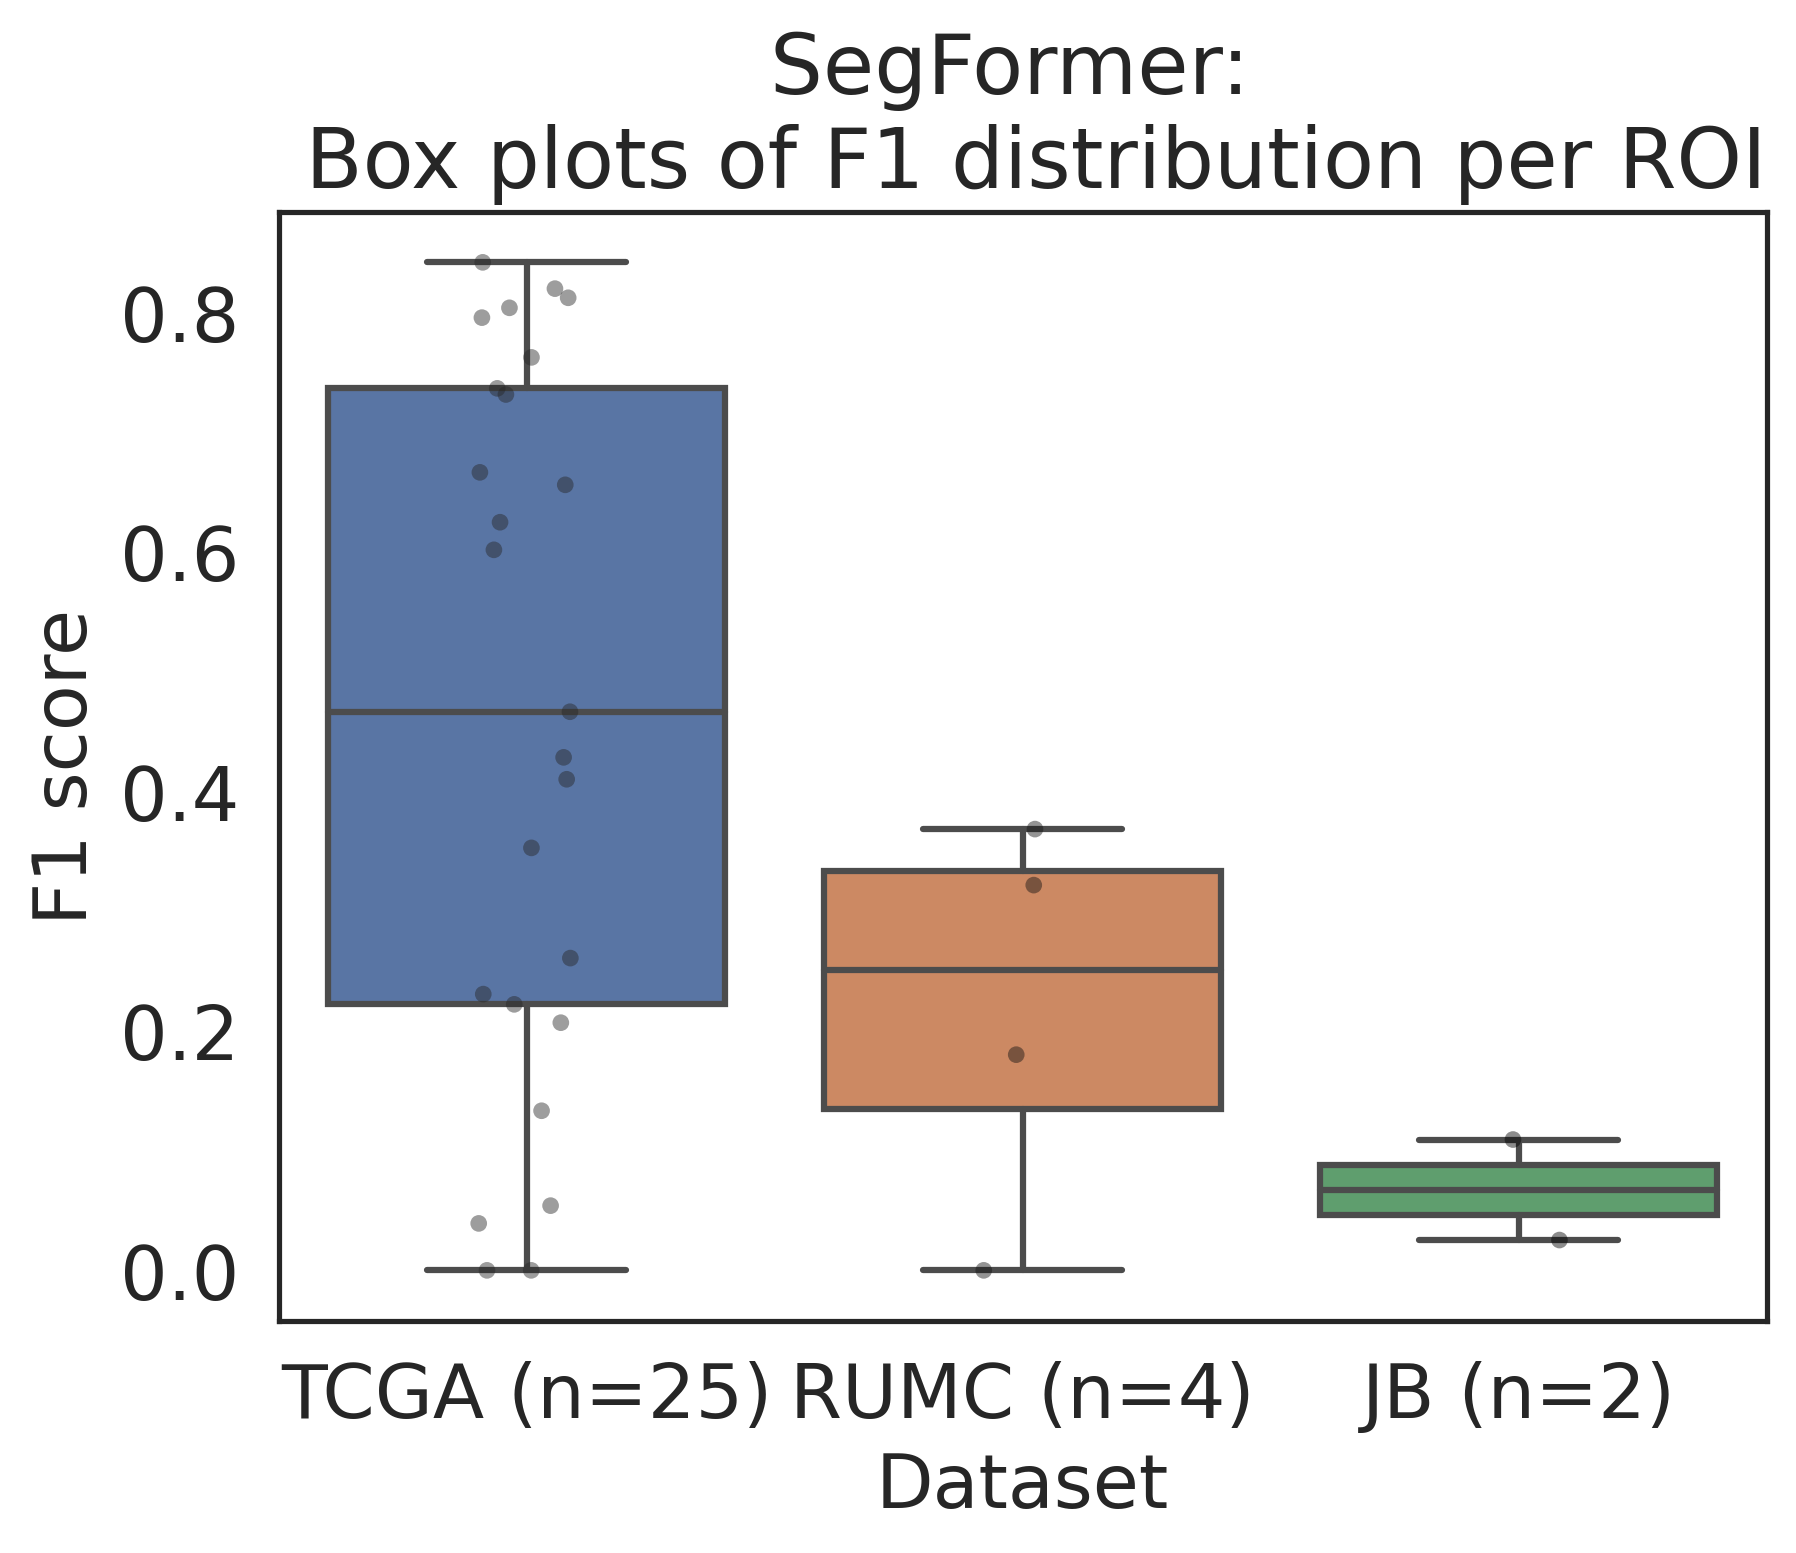 SegFormer:
Box plots of F1 distribution per ROI
F1 score
0.8
0.6
0.4
0.2
0.0
TCGA (n=25) RUMC (n=4) JB (n=2)
Dataset